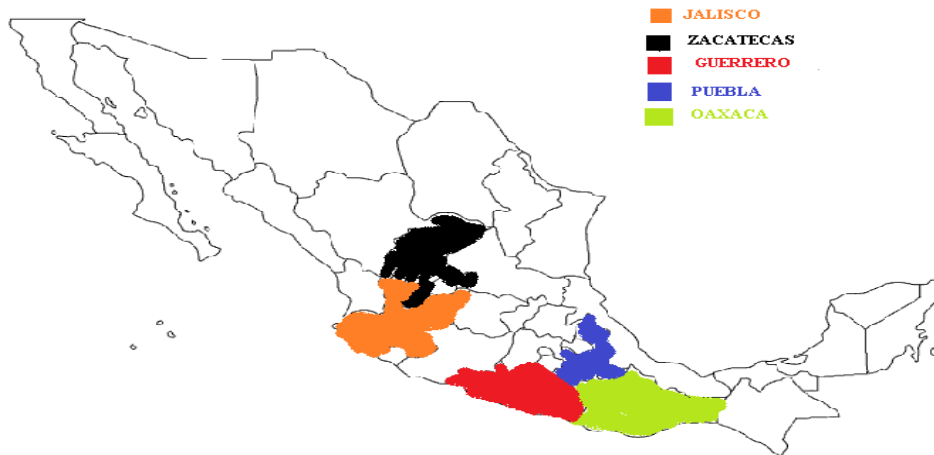 JALISCO
ZACATECAS
GUERRERO
PUEBLA
OAXACA